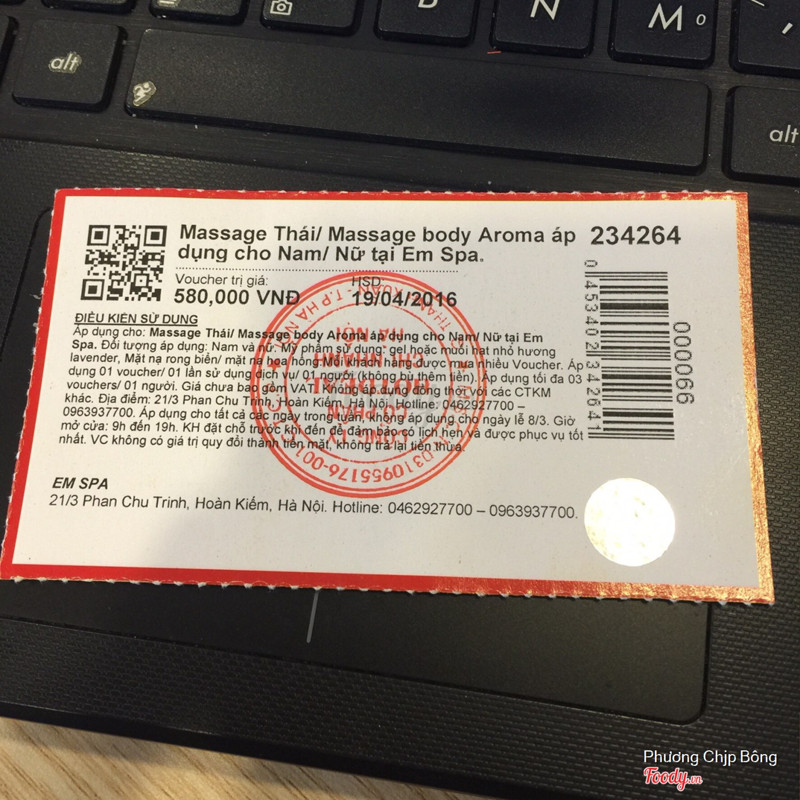 B
N
M
alt
alt
Massage Thái/ Massage body Aroma áp
dụng cho Nam/ Nữ tại Em Spa.
234264
Voucher trị giá:
HSD:
580,000 VNĐ
19/04/2016
ĐIỀU KIỆN SỬ DỤNG
Áp dụng cho: Massage Thái/ Massage body Aroma áp dụng cho Nam/ Nữ tại Em
Spa. Đối tượng áp dụng: Nam và nữ. Mỹ phẩm sử dụng: gel hoặc muối hạt nhỏ hương
lavender, Mặt nạ rong biển/ mặt nạ hoa hồng Mỗi khách hàng được mua nhiều Voucher. Áp
dụng 01 voucher/ 01 lần sử dụng dịch vụ/ 01 người (không bù thêm tiền). Áp dụng tối đa 03
vouchers/ 01 người. Giá chưa bao gồm VAT. Không áp dụng đồng thời với các CTKM
khác. Địa điểm: 21/3 Phan Chu Trinh, Hoàn Kiếm, Hà Nội. Hotline: 0462927700 –
0963937700. Áp dụng cho tất cả các ngày trong tuần, không áp dụng cho ngày lễ 8/3. Giờ
mở cửa: 9h đến 19h. KH đặt chỗ trước khi đến để đảm bảo có lịch hẹn và được phục vụ tốt
nhất. VC không có giá trị quy đổi thành tiền mặt, không trả lại tiền thừa.
0453402342641
000066
EM SPA
21/3 Phan Chu Trinh, Hoàn Kiếm, Hà Nội. Hotline: 0462927700 – 0963937700.
Phương Chịp Bông
Foody.vn